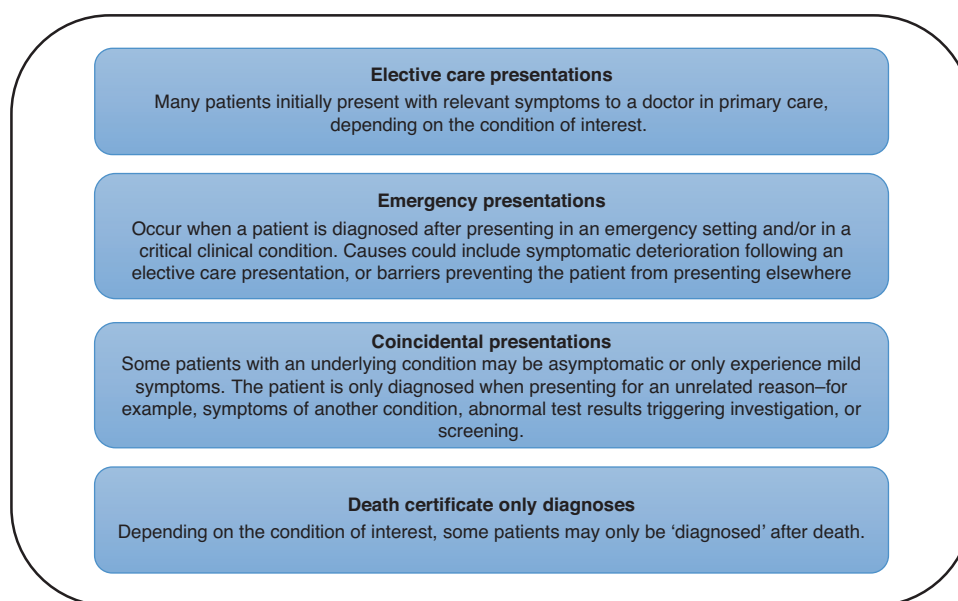 Elective care presentations
Many patients initially present with relevant symptoms to a doctor in primary care,
depending on the condition of interest.
Emergency presentations
Occur when a patient is diagnosed after presenting in an emergency setting and/or in a
critical clinical condition. Causes could include symptomatic deterioration following an
elective care presentation, or barriers preventing the patient from presenting elsewhere
Coincidental presentations
Some patients with an underlying condition may be asymptomatic or only experience mild
symptoms. The patient is only diagnosed when presenting for an unrelated reason–for
example, symptoms of another condition, abnormal test results triggering investigation, or
screening.
Death certificate only diagnoses
Depending on the condition of interest, some patients may only be ‘diagnosed’ after death.